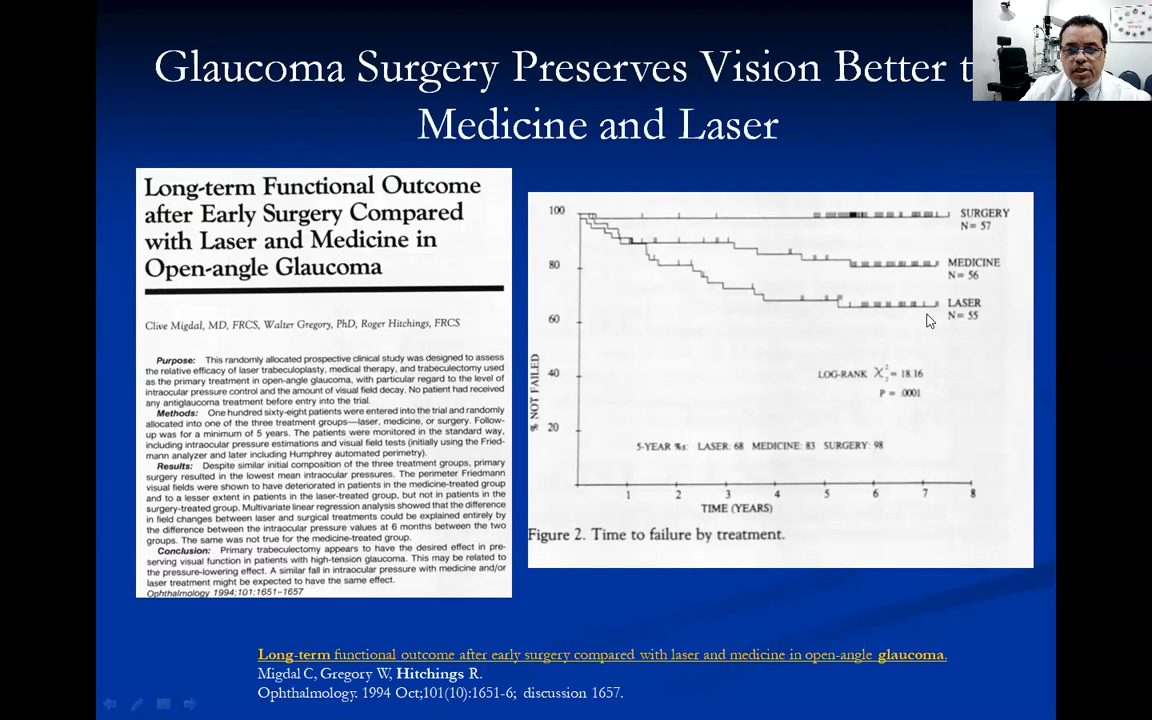 Glaucoma Surgery Preserves Vision Better
Medicine and Laser
Long-term Functional Outcome
after Early Surgery Compared
with Laser and Medicine in
Open-angle Glaucoma
Clive Migdal, MD, FRCS, Walter Gregory, PhD, Roger Hitchings, FRCS
Purpose: This randomly allocated prospective clinical study was designed to assess
the relative efficacy of laser trabeculoplasty, medical therapy, and trabeculectomy used
as the primary treatment in open-angle glaucoma, with particular regard to the level of
intraocular pressure control and the amount of visual field decay. No patient had received
any antiglaucoma treatment before entry into the trial.
Methods: One hundred sixty-eight patients were entered into the trial and randomly
allocated into one of the three treatment groups—laser, medicine, or surgery. Follow-
up was for a minimum of 5 years. The patients were monitored in the standard way,
including intraocular pressure estimations and visual field tests (initially using the Fried-
mann analyzer and later including Humphrey automated perimetry).
Results: Despite similar initial composition of the three treatment groups, primary
surgery resulted in the lowest mean intraocular pressures. The perimeter Friedmann
visual fields were shown to have deteriorated in patients in the medicine-treated group
and to a lesser extent in patients in the laser-treated group, but not in patients in the
surgery-treated group. Multivariate linear regression analysis showed that the difference
in field changes between laser and surgical treatments could be explained entirely by
the difference between the intraocular pressure values at 6 months between the two
groups. The same was not true for the medicine-treated group.
Conclusion: Primary trabeculectomy appears to have the desired effect in pre-
serving visual function in patients with high-tension glaucoma. This may be related to
the pressure-lowering effect. A similar fall in intraocular pressure with medicine and/or
laser treatment might be expected to have the same effect.
Ophthalmology 1994;101:1651-1657
100
80
60
40
20
% NOT FAILED
SURGERY
N= 57
MEDICINE
N= 56
LASER
N= 55
LOG-RANK X²₂= 18.16
P = .0001
5-YEAR %s: LASER: 68 MEDICINE: 83 SURGERY: 98
1 2 3 4 5 6 7 8
TIME (YEARS)
Figure 2. Time to failure by treatment.
Long-term functional outcome after early surgery compared with laser and medicine in open-angle glaucoma.
Migdal C, Gregory W, Hitchings R.
Ophthalmology. 1994 Oct;101(10):1651-6; discussion 1657.